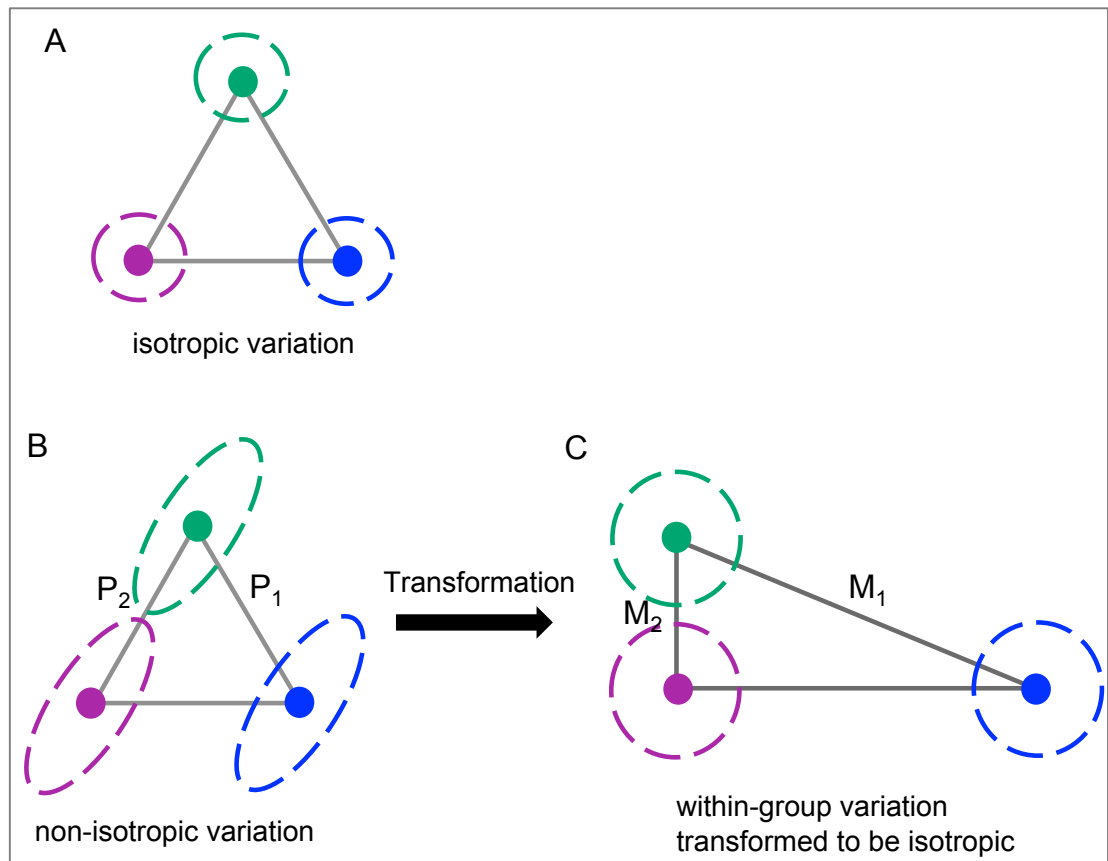 A
isotropic variation
B
C
P₂
P₁
Transformation
M₂
M₁
non-isotropic variation
within-group variation
transformed to be isotropic